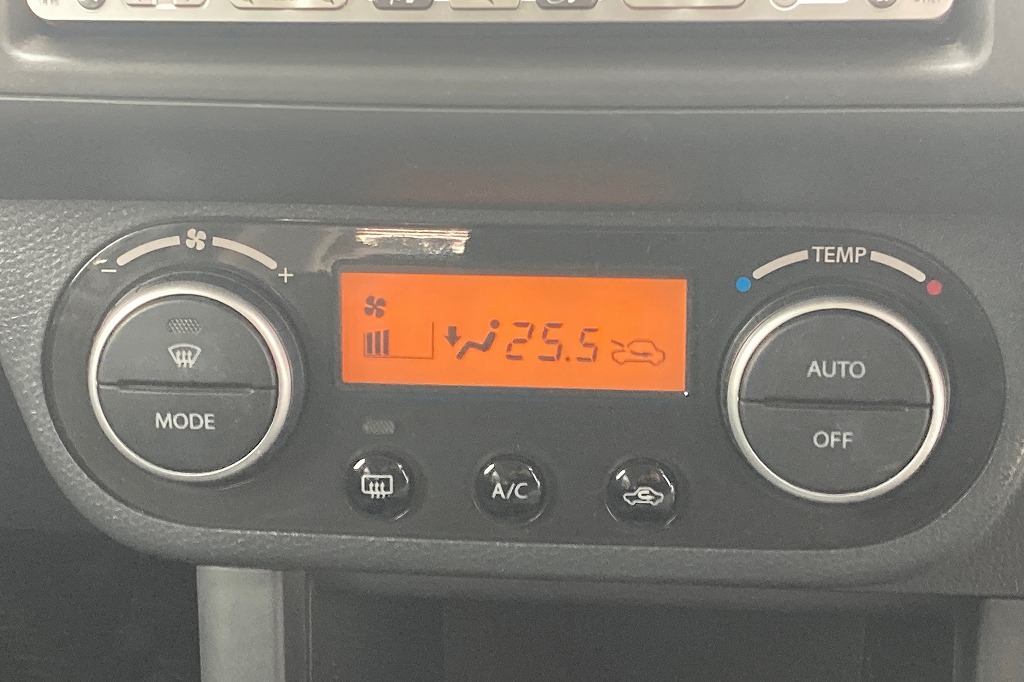 TEMP
- +
25.5
AUTO
MODE
OFF
A/C